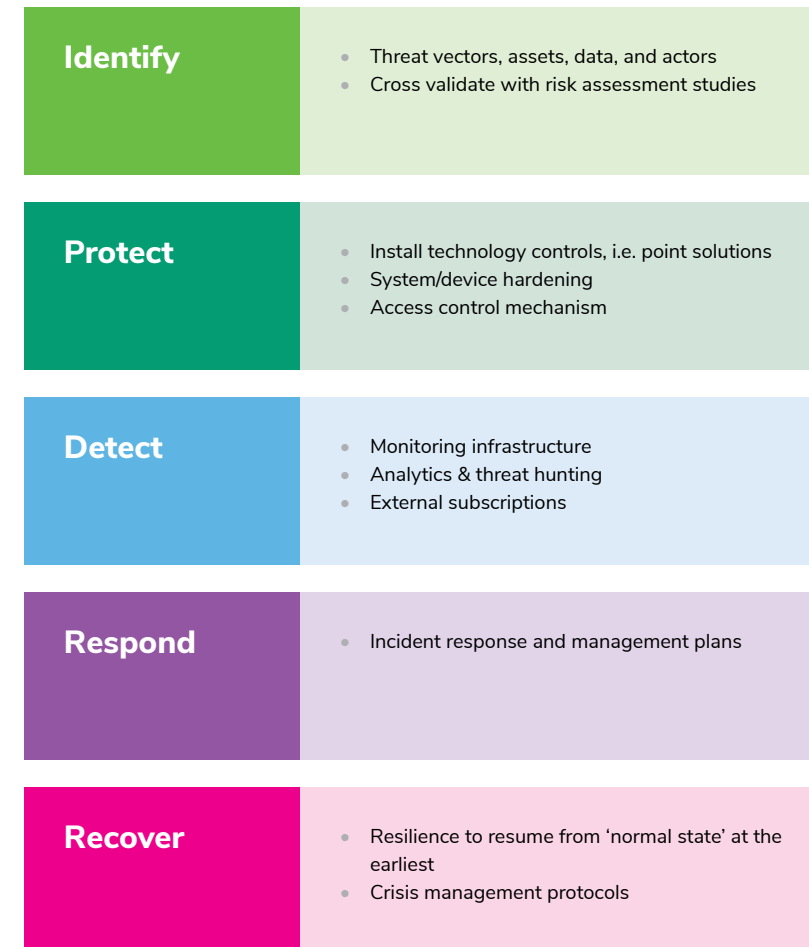 Identify
• Threat vectors, assets, data, and actors
• Cross validate with risk assessment studies
Protect
• Install technology controls, i.e. point solutions
• System/device hardening
• Access control mechanism
Detect
• Monitoring infrastructure
• Analytics & threat hunting
• External subscriptions
Respond
• Incident response and management plans
Recover
• Resilience to resume from ‘normal state’ at the
earliest
• Crisis management protocols